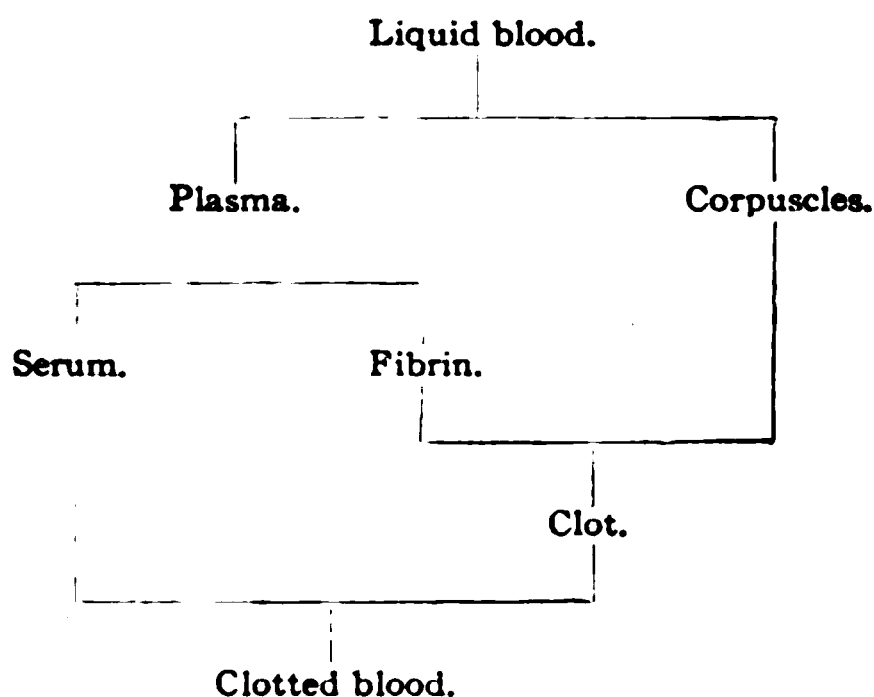 Liquid blood.
Plasma. Corpuscles.
Serum. Fibrin.
Clot.
Clotted blood.